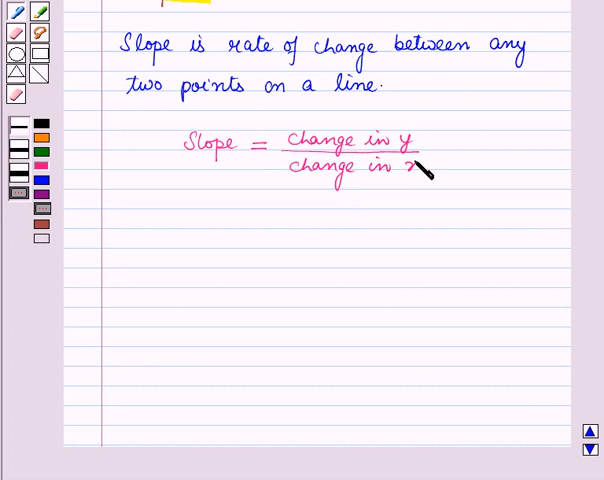 Slope is rate of change between any
two points on a line.
Slope = change in y
change in x